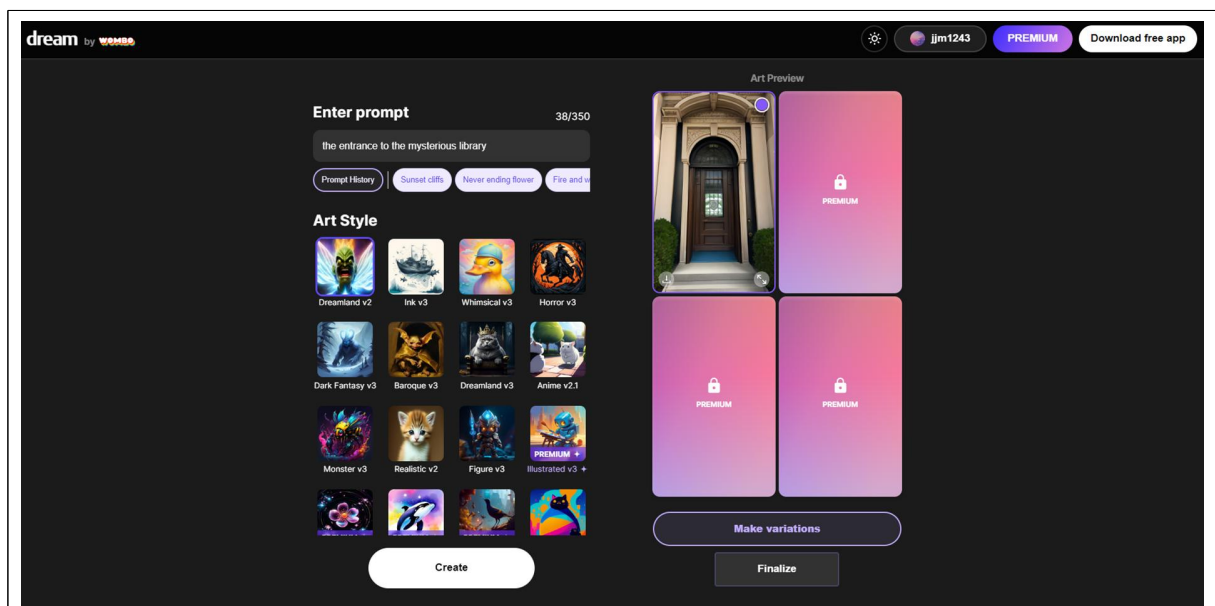 dream by WOMBO
jjm1243
PREMIUM
Download free app
Enter prompt
38/350
the entrance to the mysterious library
Prompt History
Sunset cliffs
Never ending flower
Fire and w
Art Style
Dreamland v2
Ink v3
Whimsical v3
Horror v3
Dark Fantasy v3
Baroque v3
Dreamland v3
Anime v2.1
PREMIUM
Monster v3
Realistic v2
Figure v3
Illustrated v3
Create
Art Preview
PREMIUM
PREMIUM
PREMIUM
Make variations
Finalize